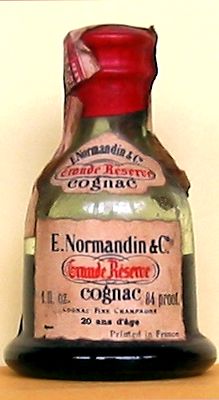 E. Normandin & Co
Grande Réserve
cognac
E. Normandin & Co
Grande Réserve
1 fl. oz. cognac 84 proof
COGNAC FINE CHAMPAGNE
20 ans d'âge
Printed in France